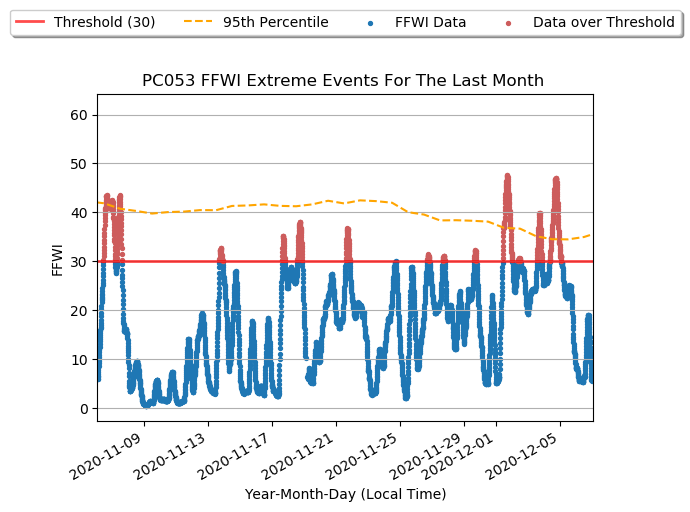 Threshold (30) 95th Percentile FFWI Data Data over Threshold
PC053 FFWI Extreme Events For The Last Month
60
50
40
30
20
10
0
FFWI
2020-11-09 2020-11-13 2020-11-17 2020-11-21 2020-11-25 2020-11-29 2020-12-01 2020-12-05
Year-Month-Day (Local Time)